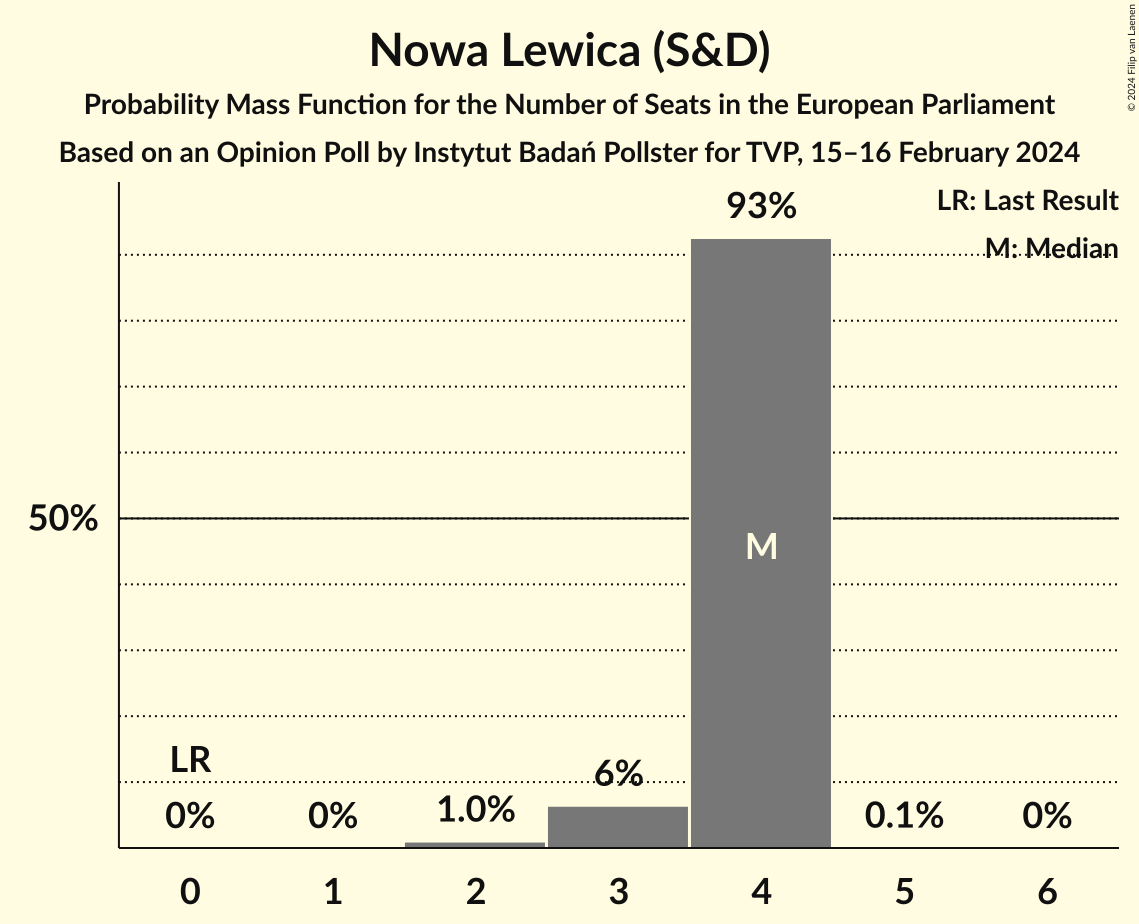 Nowa Lewica (S&D)
Probability Mass Function for the Number of Seats in the European Parliament
Based on an Opinion Poll by Instytut Badań Pollster for TVP, 15–16 February 2024
© 2024 Filip van Laenen
LR: Last Result
M: Median
93%
50%
M
LR
6%
0%
0%
1.0%
0.1%
0%
0 1 2 3 4 5 6